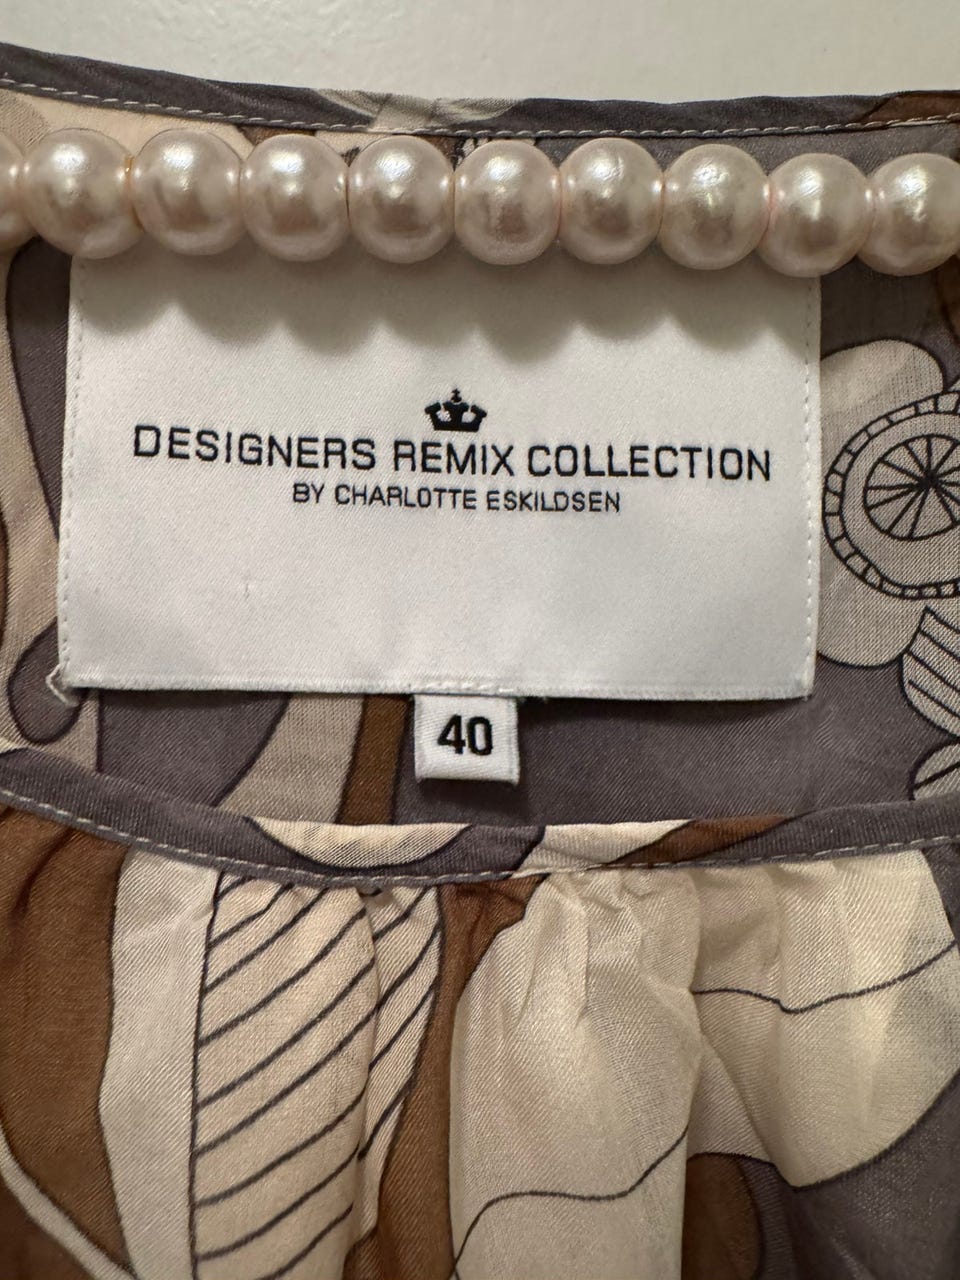 DESIGNERS REMIX COLLECTION
BY CHARLOTTE ESKILDSEN
40